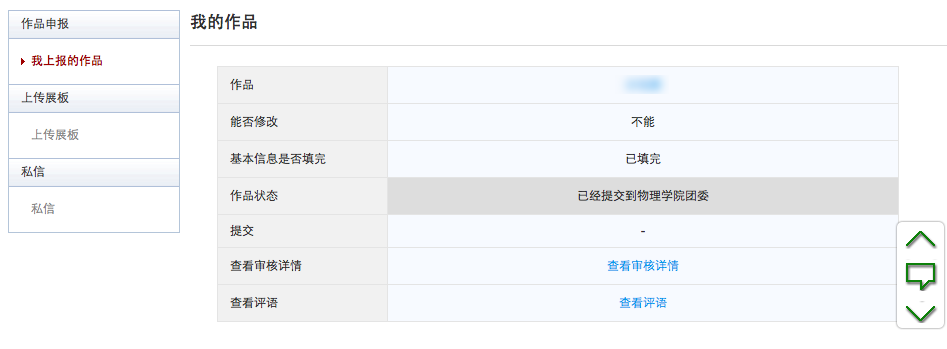 作品申报
我上报的作品
上传展板
上传展板
私信
私信
我的作品
作品
能否修改 不能
基本信息是否填完 已填完
作品状态 已经提交到物理学院团委
提交 -
查看审核详情 查看审核详情
查看评语 查看评语